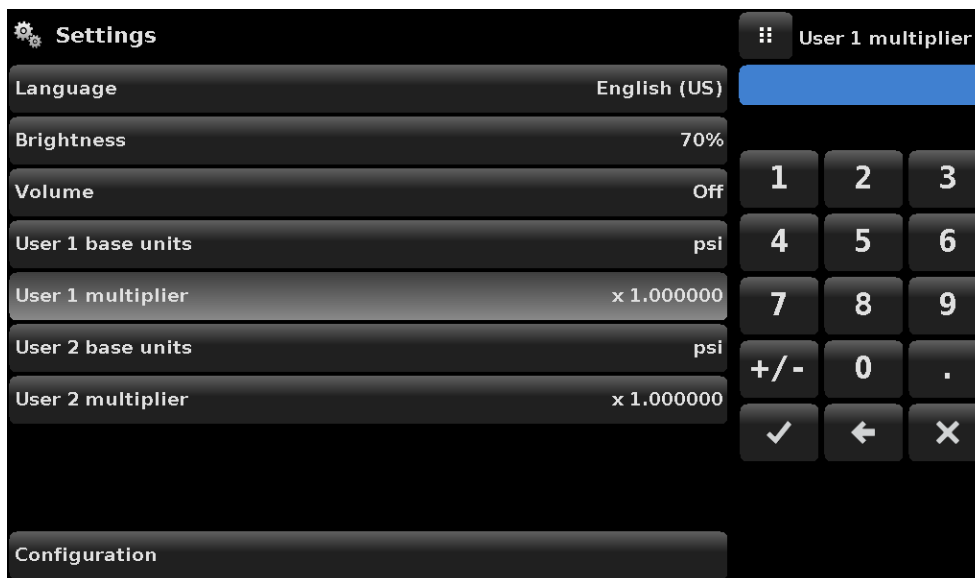 Settings
Language English (US)
Brightness 70%
Volume Off
User 1 base units psi
User 1 multiplier x 1.000000
User 2 base units psi
User 2 multiplier x 1.000000
Configuration
User 1 multiplier
1 2 3
4 5 6
7 8 9
+/- 0 .